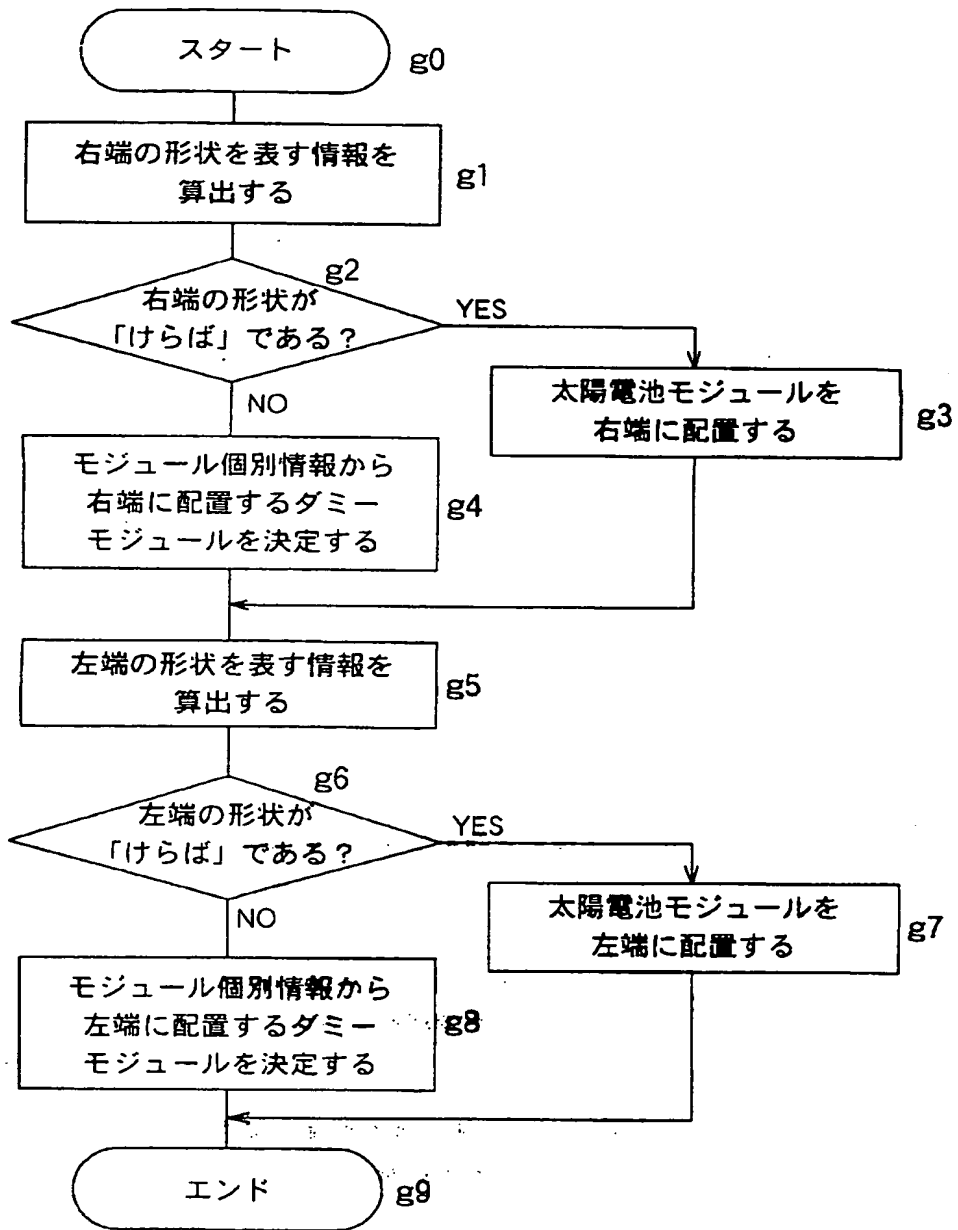 スタート
g0
右端の形状を表す情報を
算出する
g1
g2
右端の形状が
「けらば」である?
YES
NO
太陽電池モジュールを
右端に配置する
g3
モジュール個別情報から
右端に配置するダミー
モジュールを決定する
g4
左端の形状を表す情報を
算出する
g5
g6
左端の形状が
「けらば」である?
YES
NO
太陽電池モジュールを
左端に配置する
g7
モジュール個別情報から
左端に配置するダミー
モジュールを決定する
g8
エンド
g9